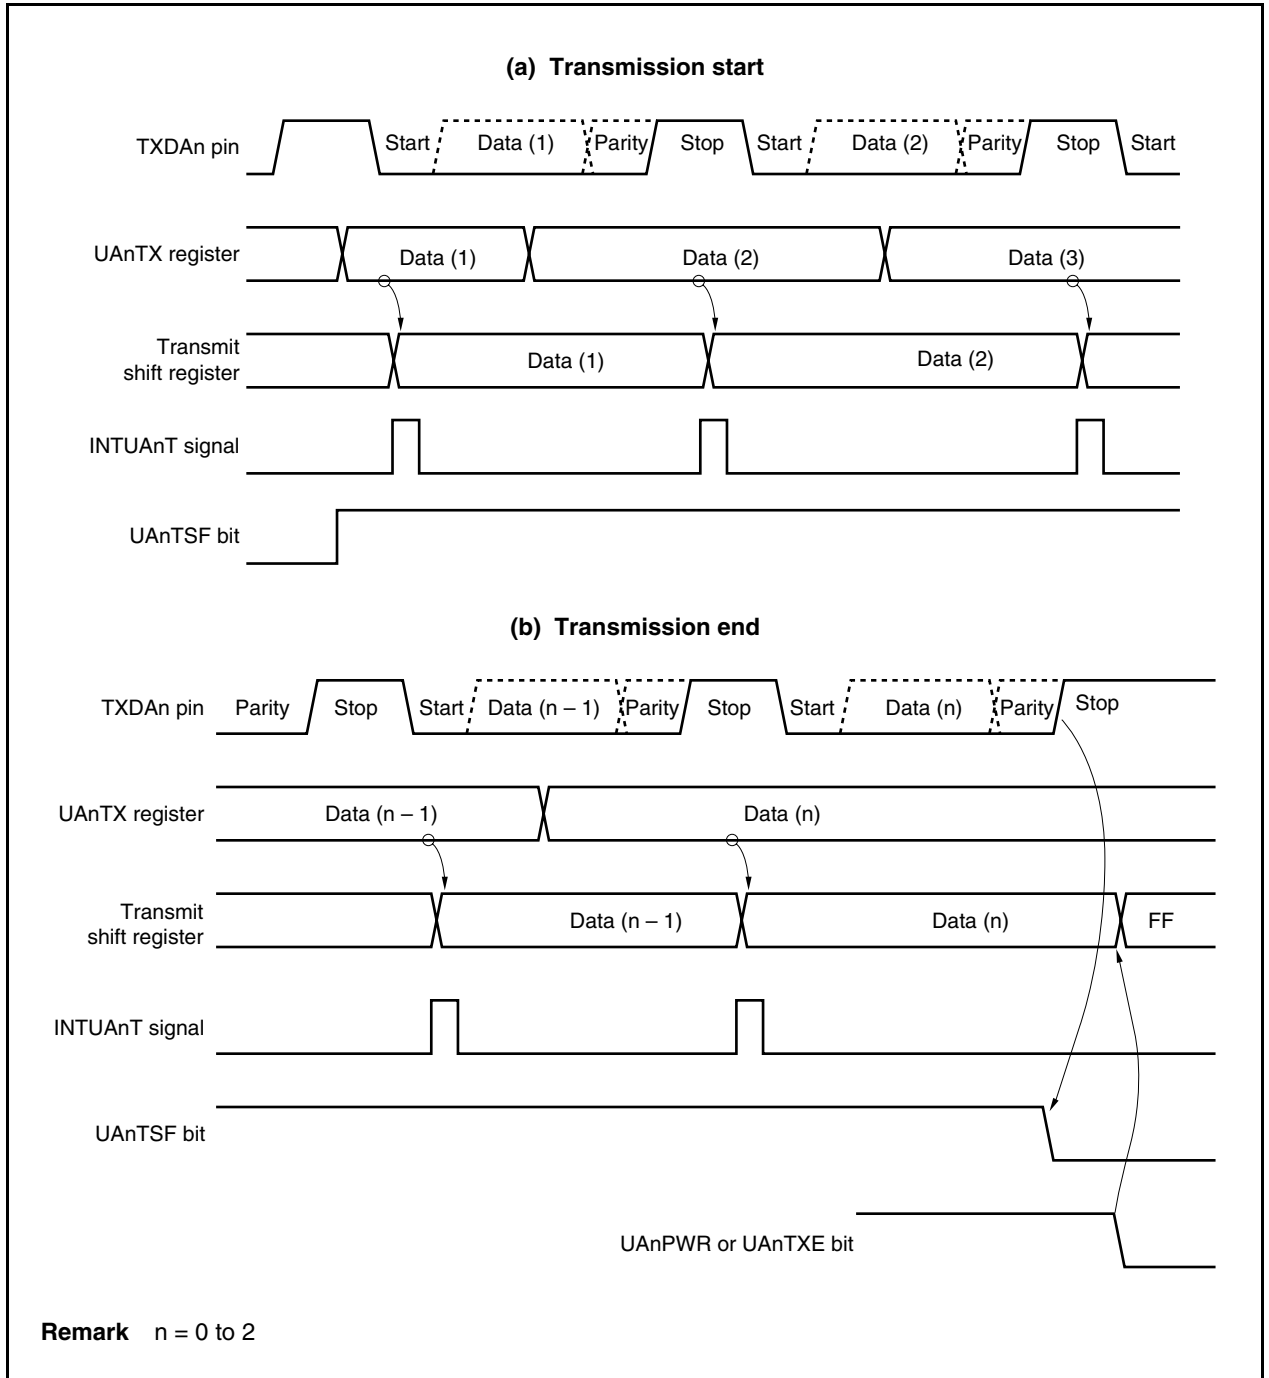 (a) Transmission start
TXDAn pin
Start Data (1) Parity Stop Start Data (2) Parity Stop Start
UAnTX register
Data (1) Data (2) Data (3)
Transmit
shift register
Data (1) Data (2)
INTUAnT signal
UAnTSF bit
(b) Transmission end
TXDAn pin
Parity Stop Start Data (n – 1) Parity Stop Start Data (n) Parity Stop
UAnTX register
Data (n – 1) Data (n)
Transmit
shift register
Data (n – 1) Data (n) FF
INTUAnT signal
UAnTSF bit
UAnPWR or UAnTXE bit
Remark n = 0 to 2